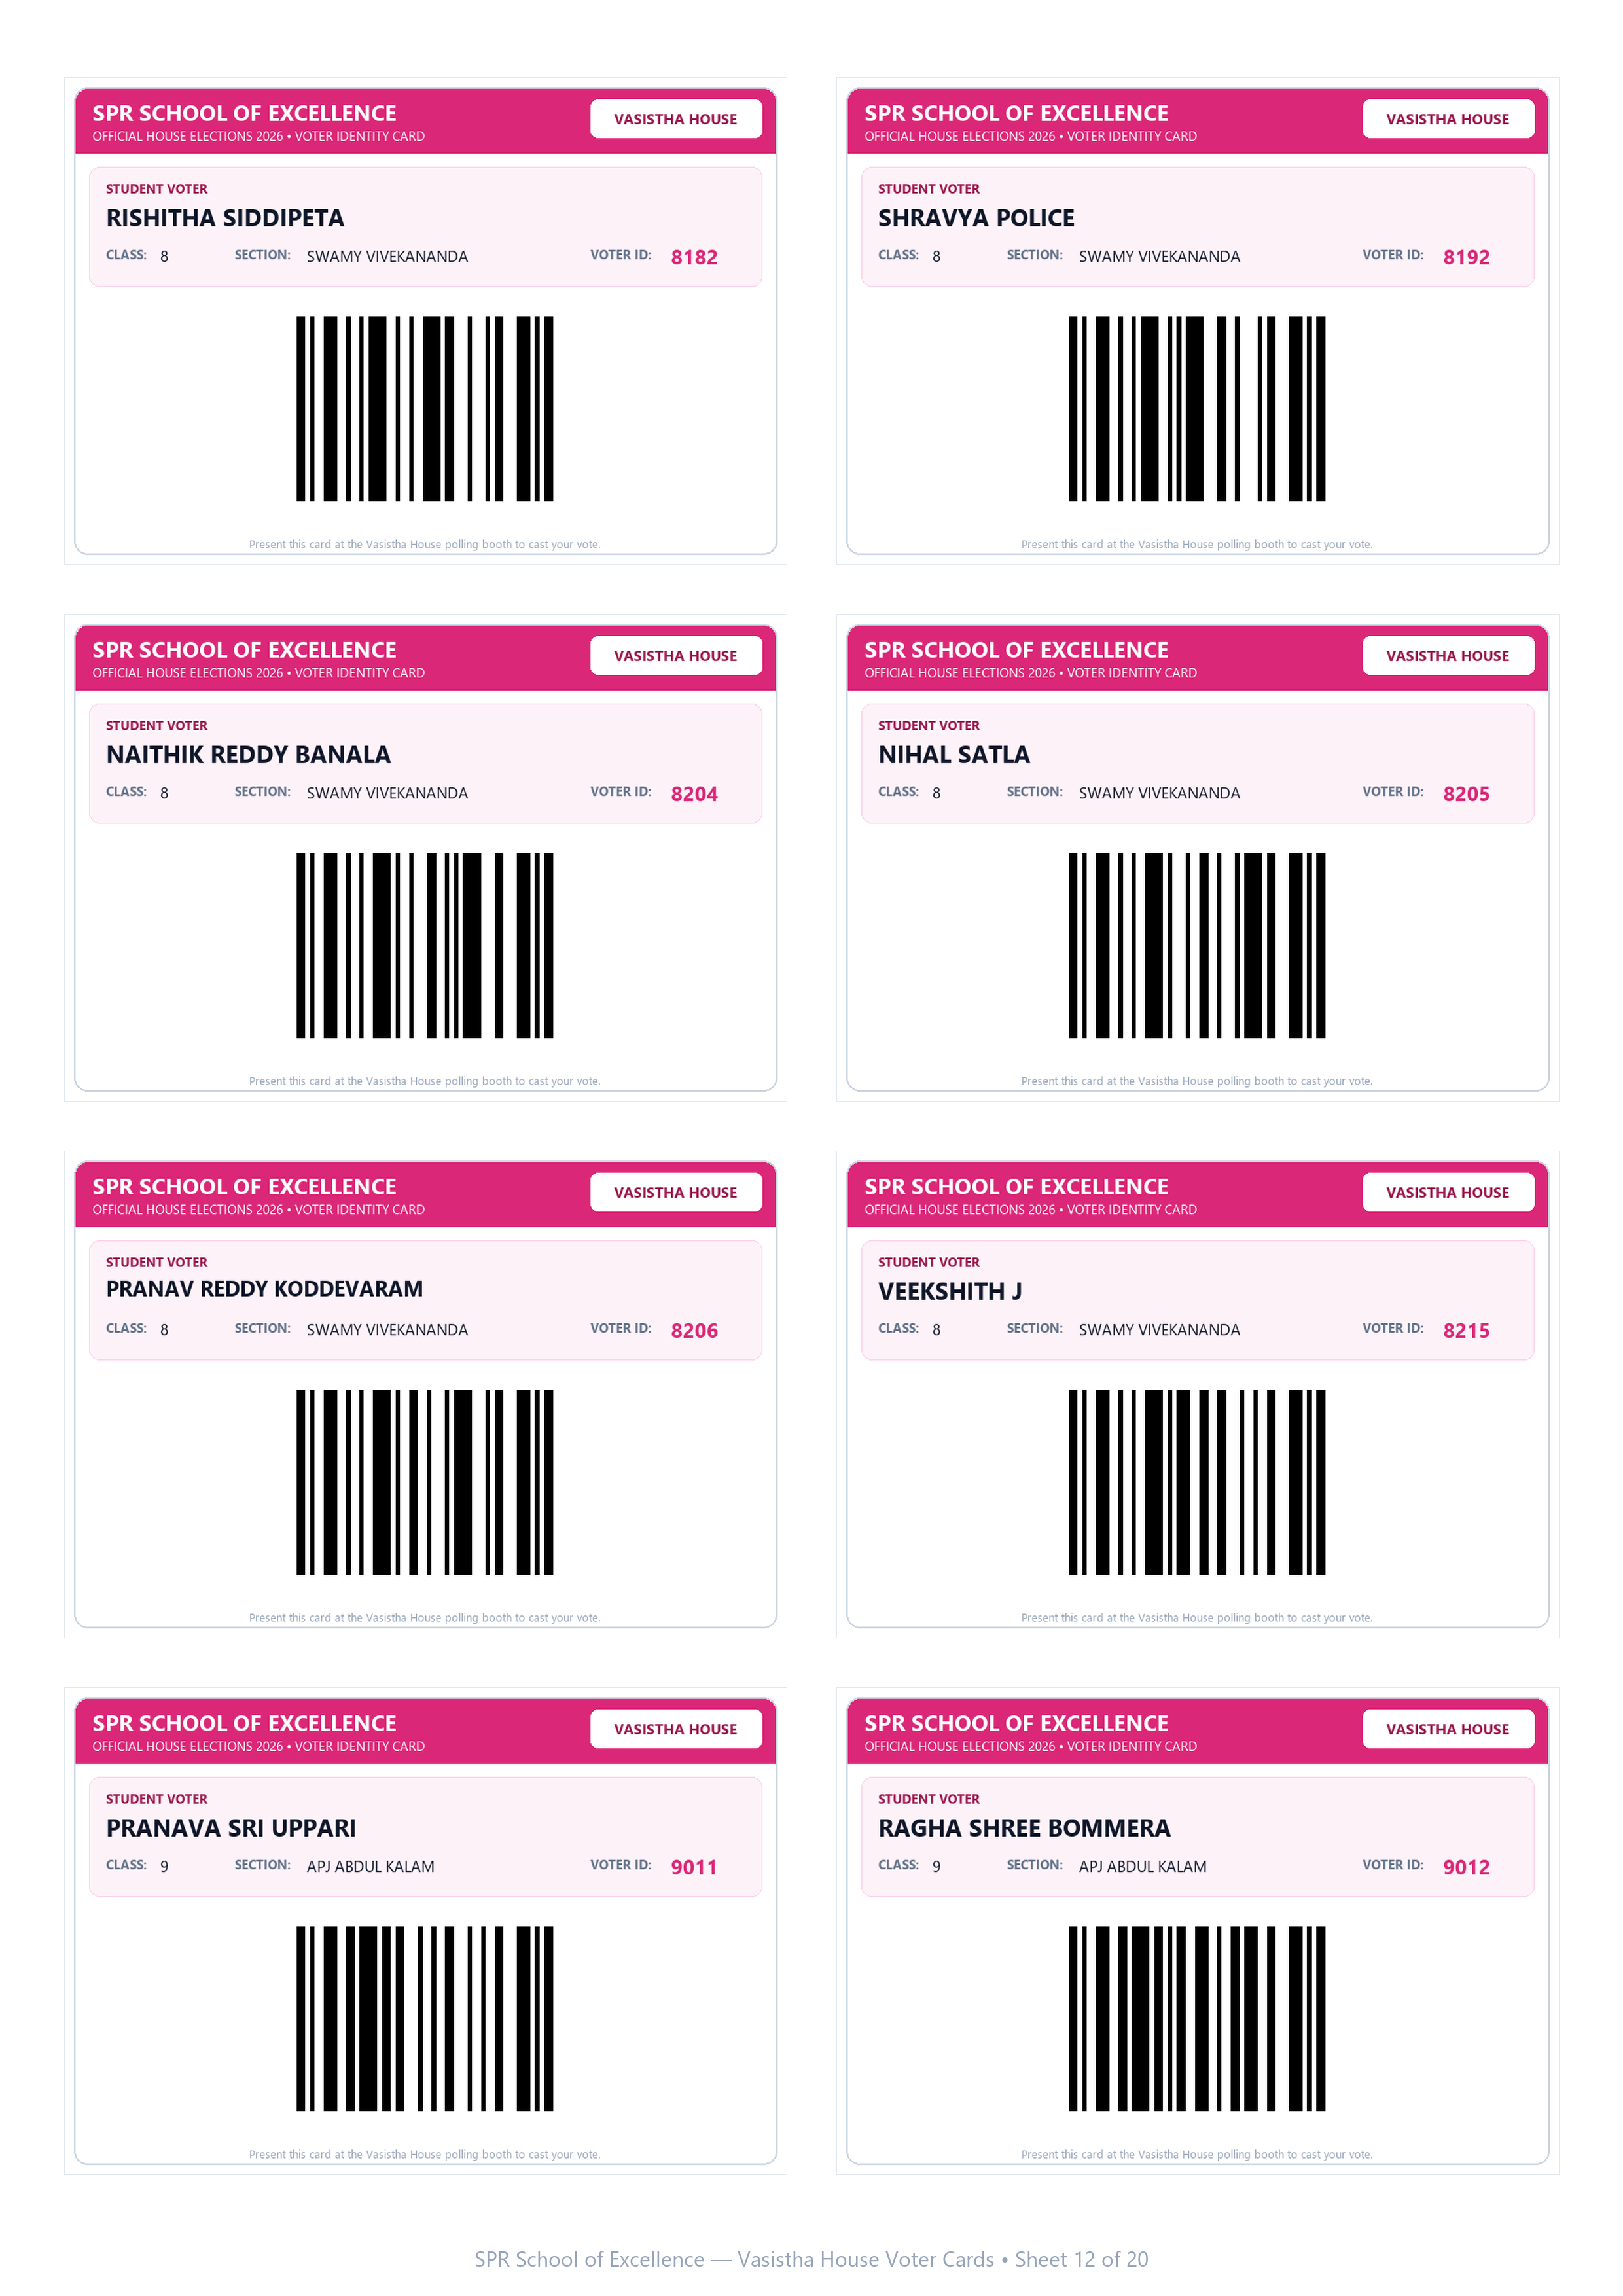 SPR SCHOOL OF EXCELLENCE
OFFICIAL HOUSE ELECTIONS 2026 • VOTER IDENTITY CARD
VASISTHA HOUSE
STUDENT VOTER
RISHITHA SIDDIPETA
CLASS: 8 SECTION: SWAMY VIVEKANANDA VOTER ID: 8182
Present this card at the Vasistha House polling booth to cast your vote.
SPR SCHOOL OF EXCELLENCE
OFFICIAL HOUSE ELECTIONS 2026 • VOTER IDENTITY CARD
VASISTHA HOUSE
STUDENT VOTER
SHRAVYA POLICE
CLASS: 8 SECTION: SWAMY VIVEKANANDA VOTER ID: 8192
Present this card at the Vasistha House polling booth to cast your vote.
SPR SCHOOL OF EXCELLENCE
OFFICIAL HOUSE ELECTIONS 2026 • VOTER IDENTITY CARD
VASISTHA HOUSE
STUDENT VOTER
NAITHIK REDDY BANALA
CLASS: 8 SECTION: SWAMY VIVEKANANDA VOTER ID: 8204
Present this card at the Vasistha House polling booth to cast your vote.
SPR SCHOOL OF EXCELLENCE
OFFICIAL HOUSE ELECTIONS 2026 • VOTER IDENTITY CARD
VASISTHA HOUSE
STUDENT VOTER
NIHAL SATLA
CLASS: 8 SECTION: SWAMY VIVEKANANDA VOTER ID: 8205
Present this card at the Vasistha House polling booth to cast your vote.
SPR SCHOOL OF EXCELLENCE
OFFICIAL HOUSE ELECTIONS 2026 • VOTER IDENTITY CARD
VASISTHA HOUSE
STUDENT VOTER
PRANAV REDDY KODDEVARAM
CLASS: 8 SECTION: SWAMY VIVEKANANDA VOTER ID: 8206
Present this card at the Vasistha House polling booth to cast your vote.
SPR SCHOOL OF EXCELLENCE
OFFICIAL HOUSE ELECTIONS 2026 • VOTER IDENTITY CARD
VASISTHA HOUSE
STUDENT VOTER
VEEKSHITH J
CLASS: 8 SECTION: SWAMY VIVEKANANDA VOTER ID: 8215
Present this card at the Vasistha House polling booth to cast your vote.
SPR SCHOOL OF EXCELLENCE
OFFICIAL HOUSE ELECTIONS 2026 • VOTER IDENTITY CARD
VASISTHA HOUSE
STUDENT VOTER
PRANAVA SRI UPPARI
CLASS: 9 SECTION: APJ ABDUL KALAM VOTER ID: 9011
Present this card at the Vasistha House polling booth to cast your vote.
SPR SCHOOL OF EXCELLENCE
OFFICIAL HOUSE ELECTIONS 2026 • VOTER IDENTITY CARD
VASISTHA HOUSE
STUDENT VOTER
RAGHA SHREE BOMMERA
CLASS: 9 SECTION: APJ ABDUL KALAM VOTER ID: 9012
Present this card at the Vasistha House polling booth to cast your vote.
SPR School of Excellence — Vasistha House Voter Cards • Sheet 12 of 20